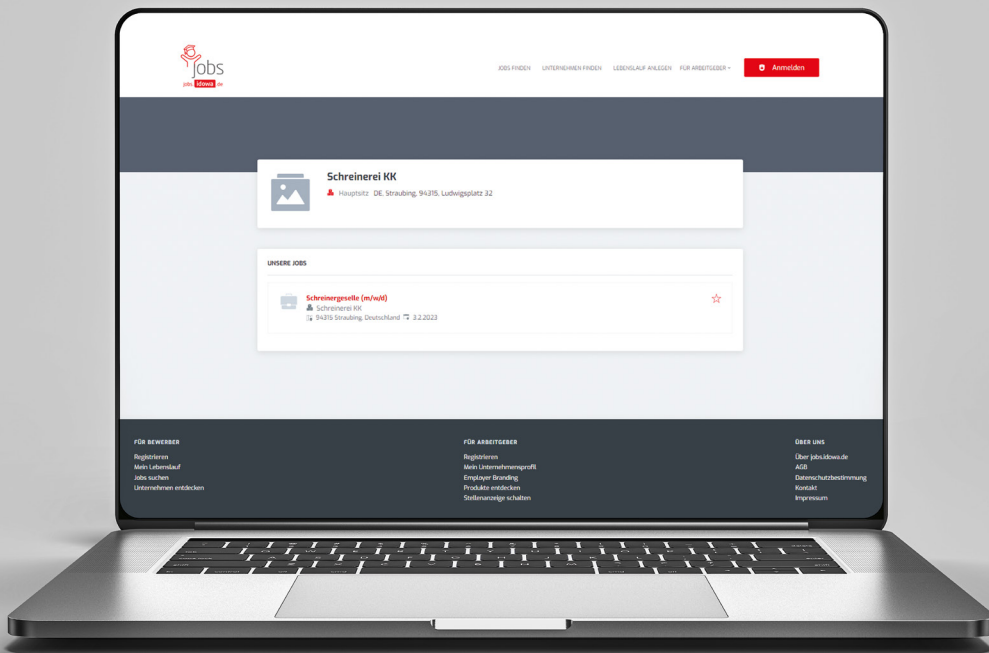 jobs
jobs.idowa.de
JOBS FINDEN UNTERNEHMEN FINDEN LEBENSLAUF ANLEGEN FÜR ARBEITGEBER
Anmelden
Schreinerei KK
Hauptsitz DE, Straubing, 94315, Ludwigsplatz 32
UNSERE JOBS
Schreinergeselle (m/w/d)
Schreinerei KK
94315 Straubing, Deutschland 3.2.2023
FÜR BEWERBER
Registrieren
Mein Lebenslauf
Jobs suchen
Unternehmen entdecken
FÜR ARBEITGEBER
Registrieren
Mein Unternehmensprofil
Employer Branding
Produkte entdecken
Stellenanzeige schalten
ÜBER UNS
Über jobs.idowa.de
AGB
Datenschutzbestimmung
Kontakt
Impressum